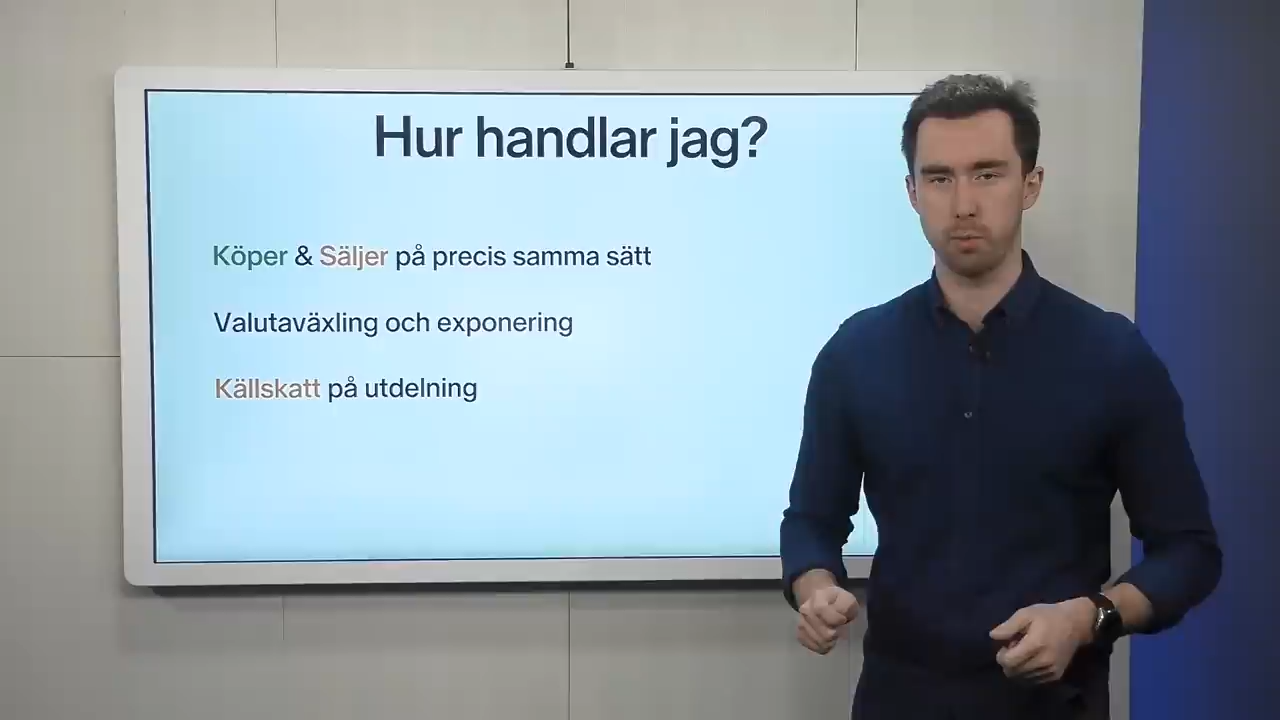 Hur handlar jag?
Köper & Säljer på precis samma sätt
Valutaväxling och exponering
Källskatt på utdelning